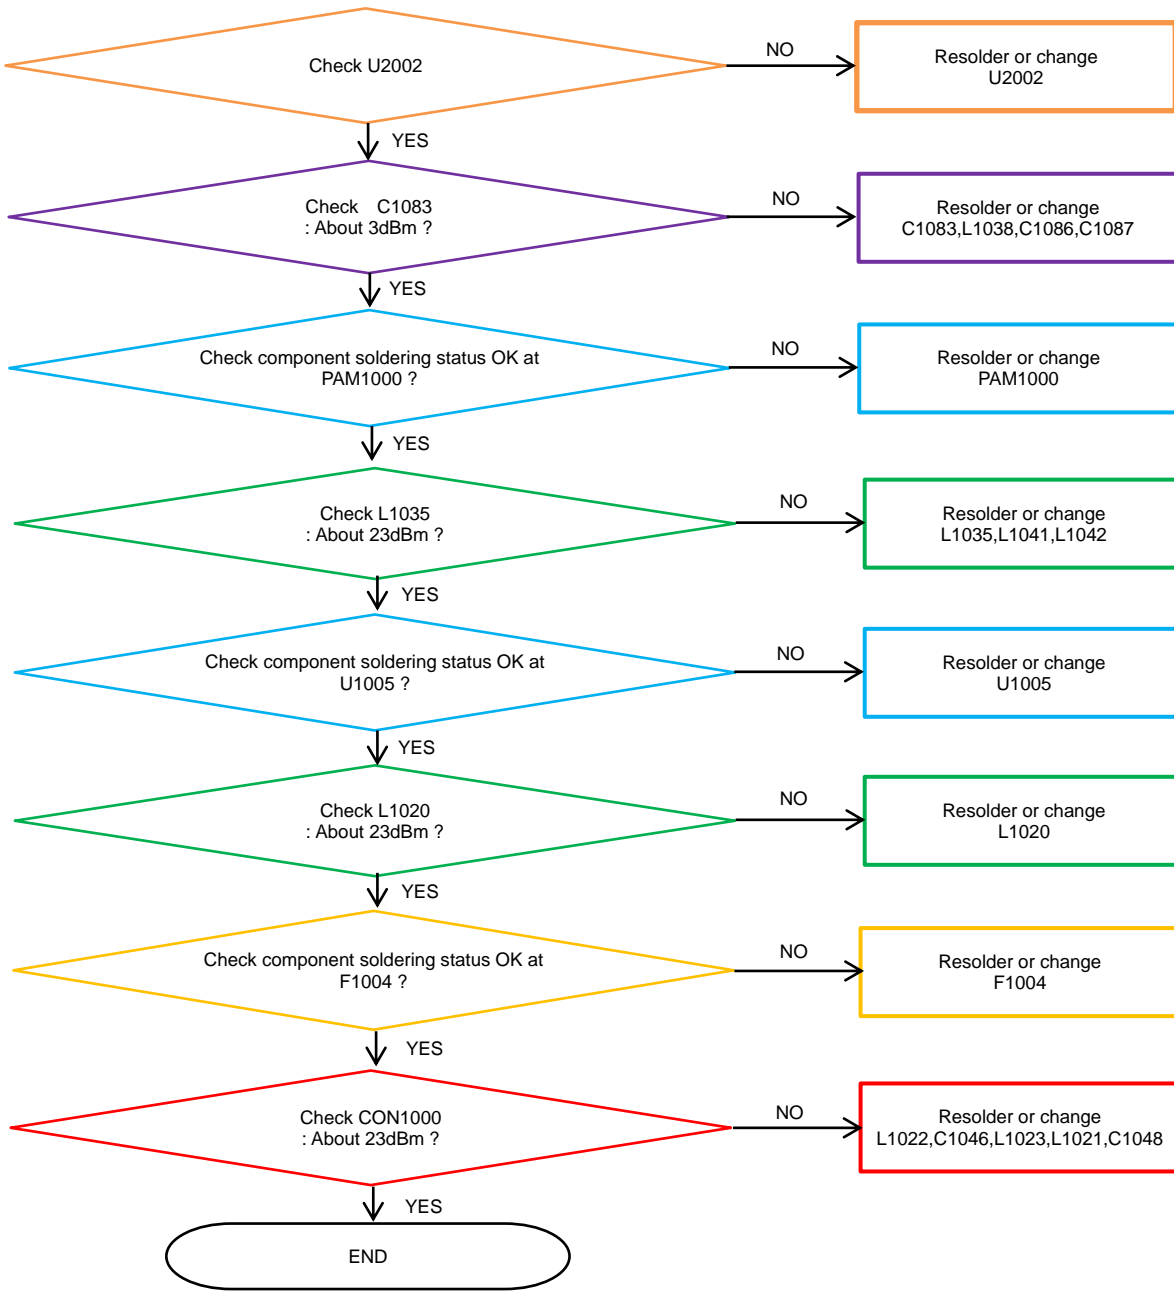 Check U2002
NO
Resolder or change
U2002
YES
Check C1083
: About 3dBm ?
NO
Resolder or change
C1083,L1038,C1086,C1087
YES
Check component soldering status OK at
PAM1000 ?
NO
Resolder or change
PAM1000
YES
Check L1035
: About 23dBm ?
NO
Resolder or change
L1035,L1041,L1042
YES
Check component soldering status OK at
U1005 ?
NO
Resolder or change
U1005
YES
Check L1020
: About 23dBm ?
NO
Resolder or change
L1020
YES
Check component soldering status OK at
F1004 ?
NO
Resolder or change
F1004
YES
Check CON1000
: About 23dBm ?
NO
Resolder or change
L1022,C1046,L1023,L1021,C1048
YES
END